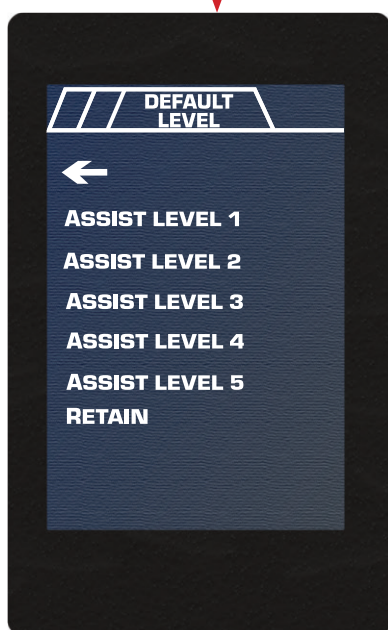 DEFAULT
LEVEL
ASSIST LEVEL 1
ASSIST LEVEL 2
ASSIST LEVEL 3
ASSIST LEVEL 4
ASSIST LEVEL 5
RETAIN